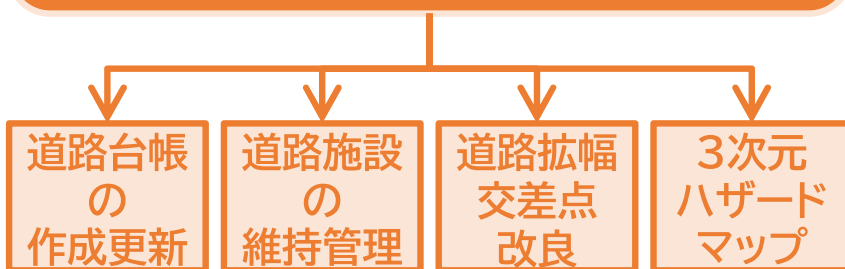 道路台帳
の
作成更新
道路施設
の
維持管理
道路拡幅
交差点
改良
３次元
ハザード
マップ